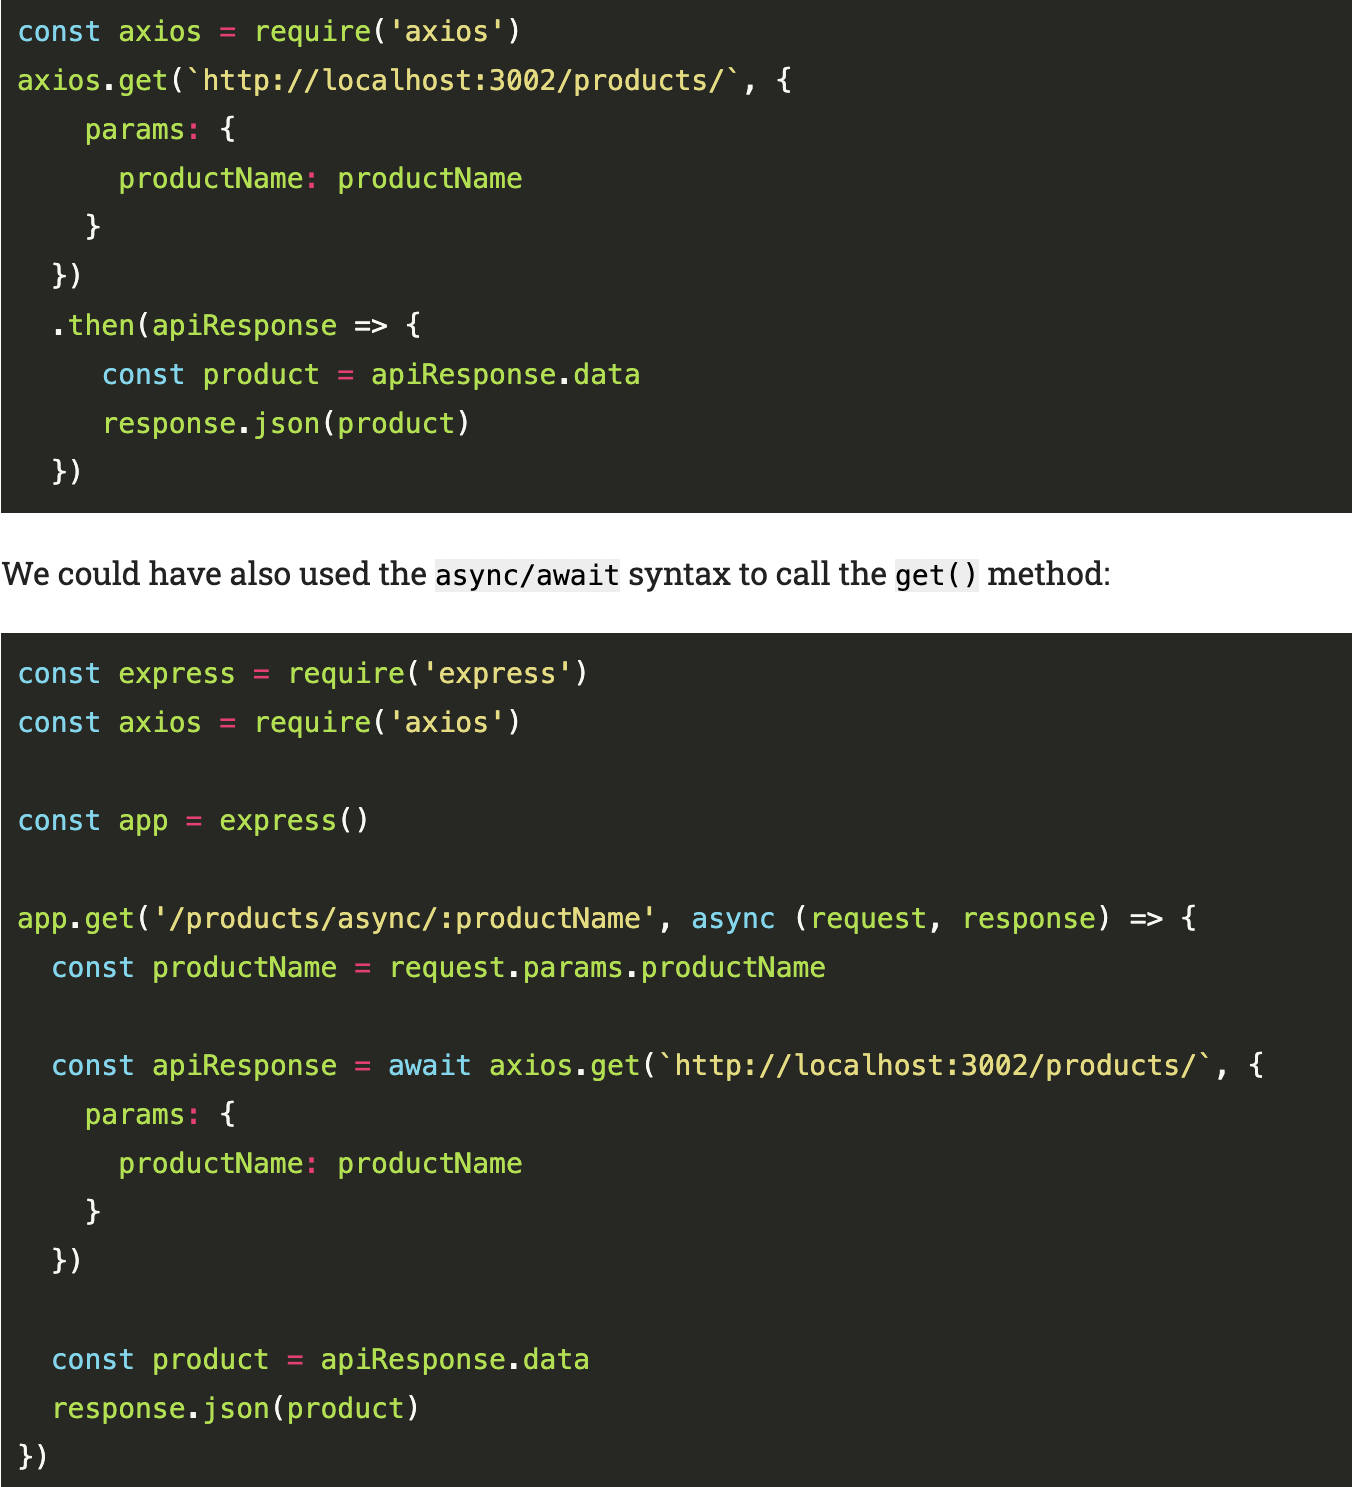 const axios = require('axios')
axios.get(`http://localhost:3002/products/`, {
    params: {
      productName: productName
    }
  })
  .then(apiResponse => {
     const product = apiResponse.data
     response.json(product)
  })
We could have also used the async/await syntax to call the get() method:
const express = require('express')
const axios = require('axios')

const app = express()

app.get('/products/async/:productName', async (request, response) => {
  const productName = request.params.productName

  const apiResponse = await axios.get(`http://localhost:3002/products/`, {
    params: {
      productName: productName
    }
  })

  const product = apiResponse.data
  response.json(product)
})